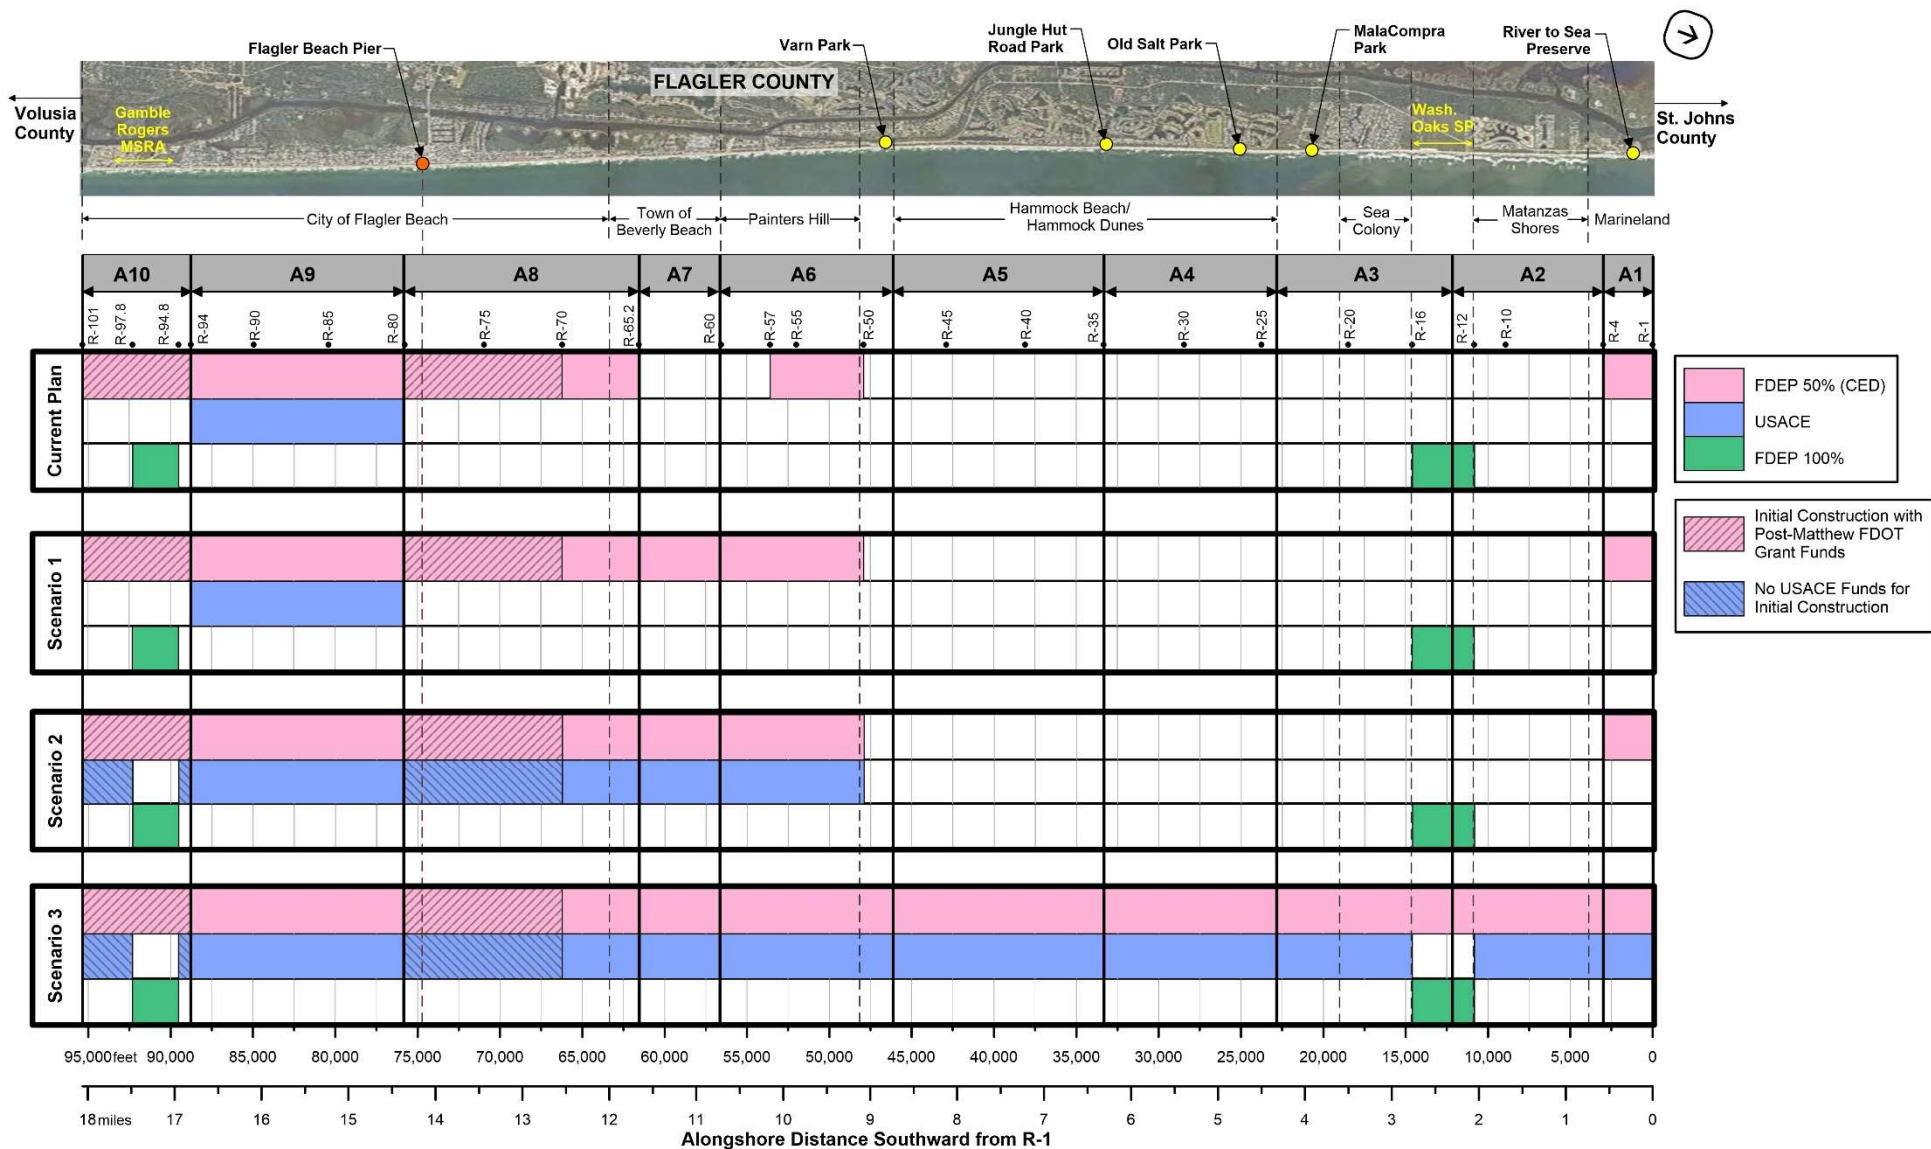 Flagler Beach Pier
Varn Park
Jungle Hut
Road Park
Old Salt Park
MalaCompra
Park
River to Sea
Preserve
FLAGLER COUNTY
Volusia
County
Gamble
Rogers
MSRA
Wash.
Oaks SP
St. Johns
County
City of Flagler Beach
Town of
Beverly Beach
Painters Hill
Hammock Beach/
Hammock Dunes
Sea
Colony
Matanzas
Shores
Marineland
A10 A9 A8 A7 A6 A5 A4 A3 A2 A1
R-101 R-97.8 R-94.8 R-94 R-90 R-85 R-80 R-75 R-70 R-65.2 R-60 R-57 R-55 R-50 R-45 R-40 R-35 R-30 R-25 R-20 R-16 R-12 R-10 R-4 R-1
Current Plan
Scenario 1
Scenario 2
Scenario 3
FDEP 50% (CED)
USACE
FDEP 100%
Initial Construction with
Post-Matthew FDOT
Grant Funds
No USACE Funds for
Initial Construction
95,000 feet 90,000 85,000 80,000 75,000 70,000 65,000 60,000 55,000 50,000 45,000 40,000 35,000 30,000 25,000 20,000 15,000 10,000 5,000 0
18 miles 17 16 15 14 13 12 11 10 9 8 7 6 5 4 3 2 1 0
Alongshore Distance Southward from R-1